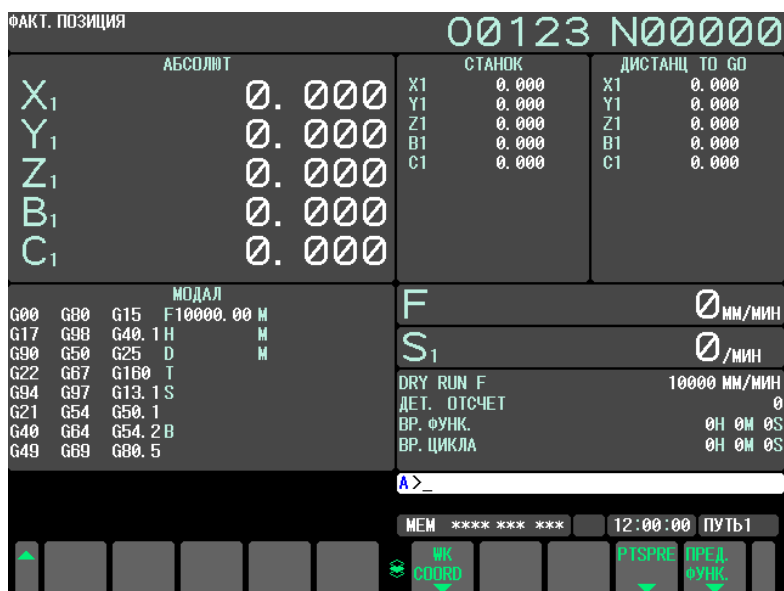 ФАКТ. ПОЗИЦИЯ O0123 N00000
АБСОЛЮТ
X1 0.000
Y1 0.000
Z1 0.000
B1 0.000
C1 0.000
СТАНОК
X1 0.000
Y1 0.000
Z1 0.000
B1 0.000
C1 0.000
ДИСТАНЦ TO GO
X1 0.000
Y1 0.000
Z1 0.000
B1 0.000
C1 0.000
МОДАЛ
G00 G80 G15 F10000.00 M
G17 G98 G40.1 H M
G90 G50 G25 D M
G22 G67 G160 T
G94 G97 G13.1 S
G21 G54 G50.1
G40 G64 G54.2 B
G49 G69 G80.5
F 0 ММ/МИН
S1 0 /МИН
DRY RUN F 10000 ММ/МИН
ДЕТ. ОТСЧЕТ 0
ВР. ФУНК. 0H 0M 0S
ВР. ЦИКЛА 0H 0M 0S
A >_
MEM **** *** *** 12:00:00 ПУТЬ1
WK
COORD
PTSPRE
ПРЕД.
ФУНК.